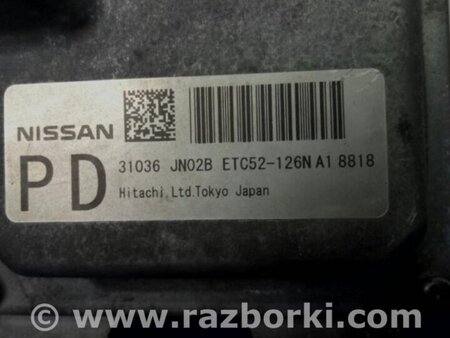 NISSAN
PD
31036 JN02B ETC52-126N A1 8818
Hitachi,Ltd.Tokyo Japan
© www.razborki.com